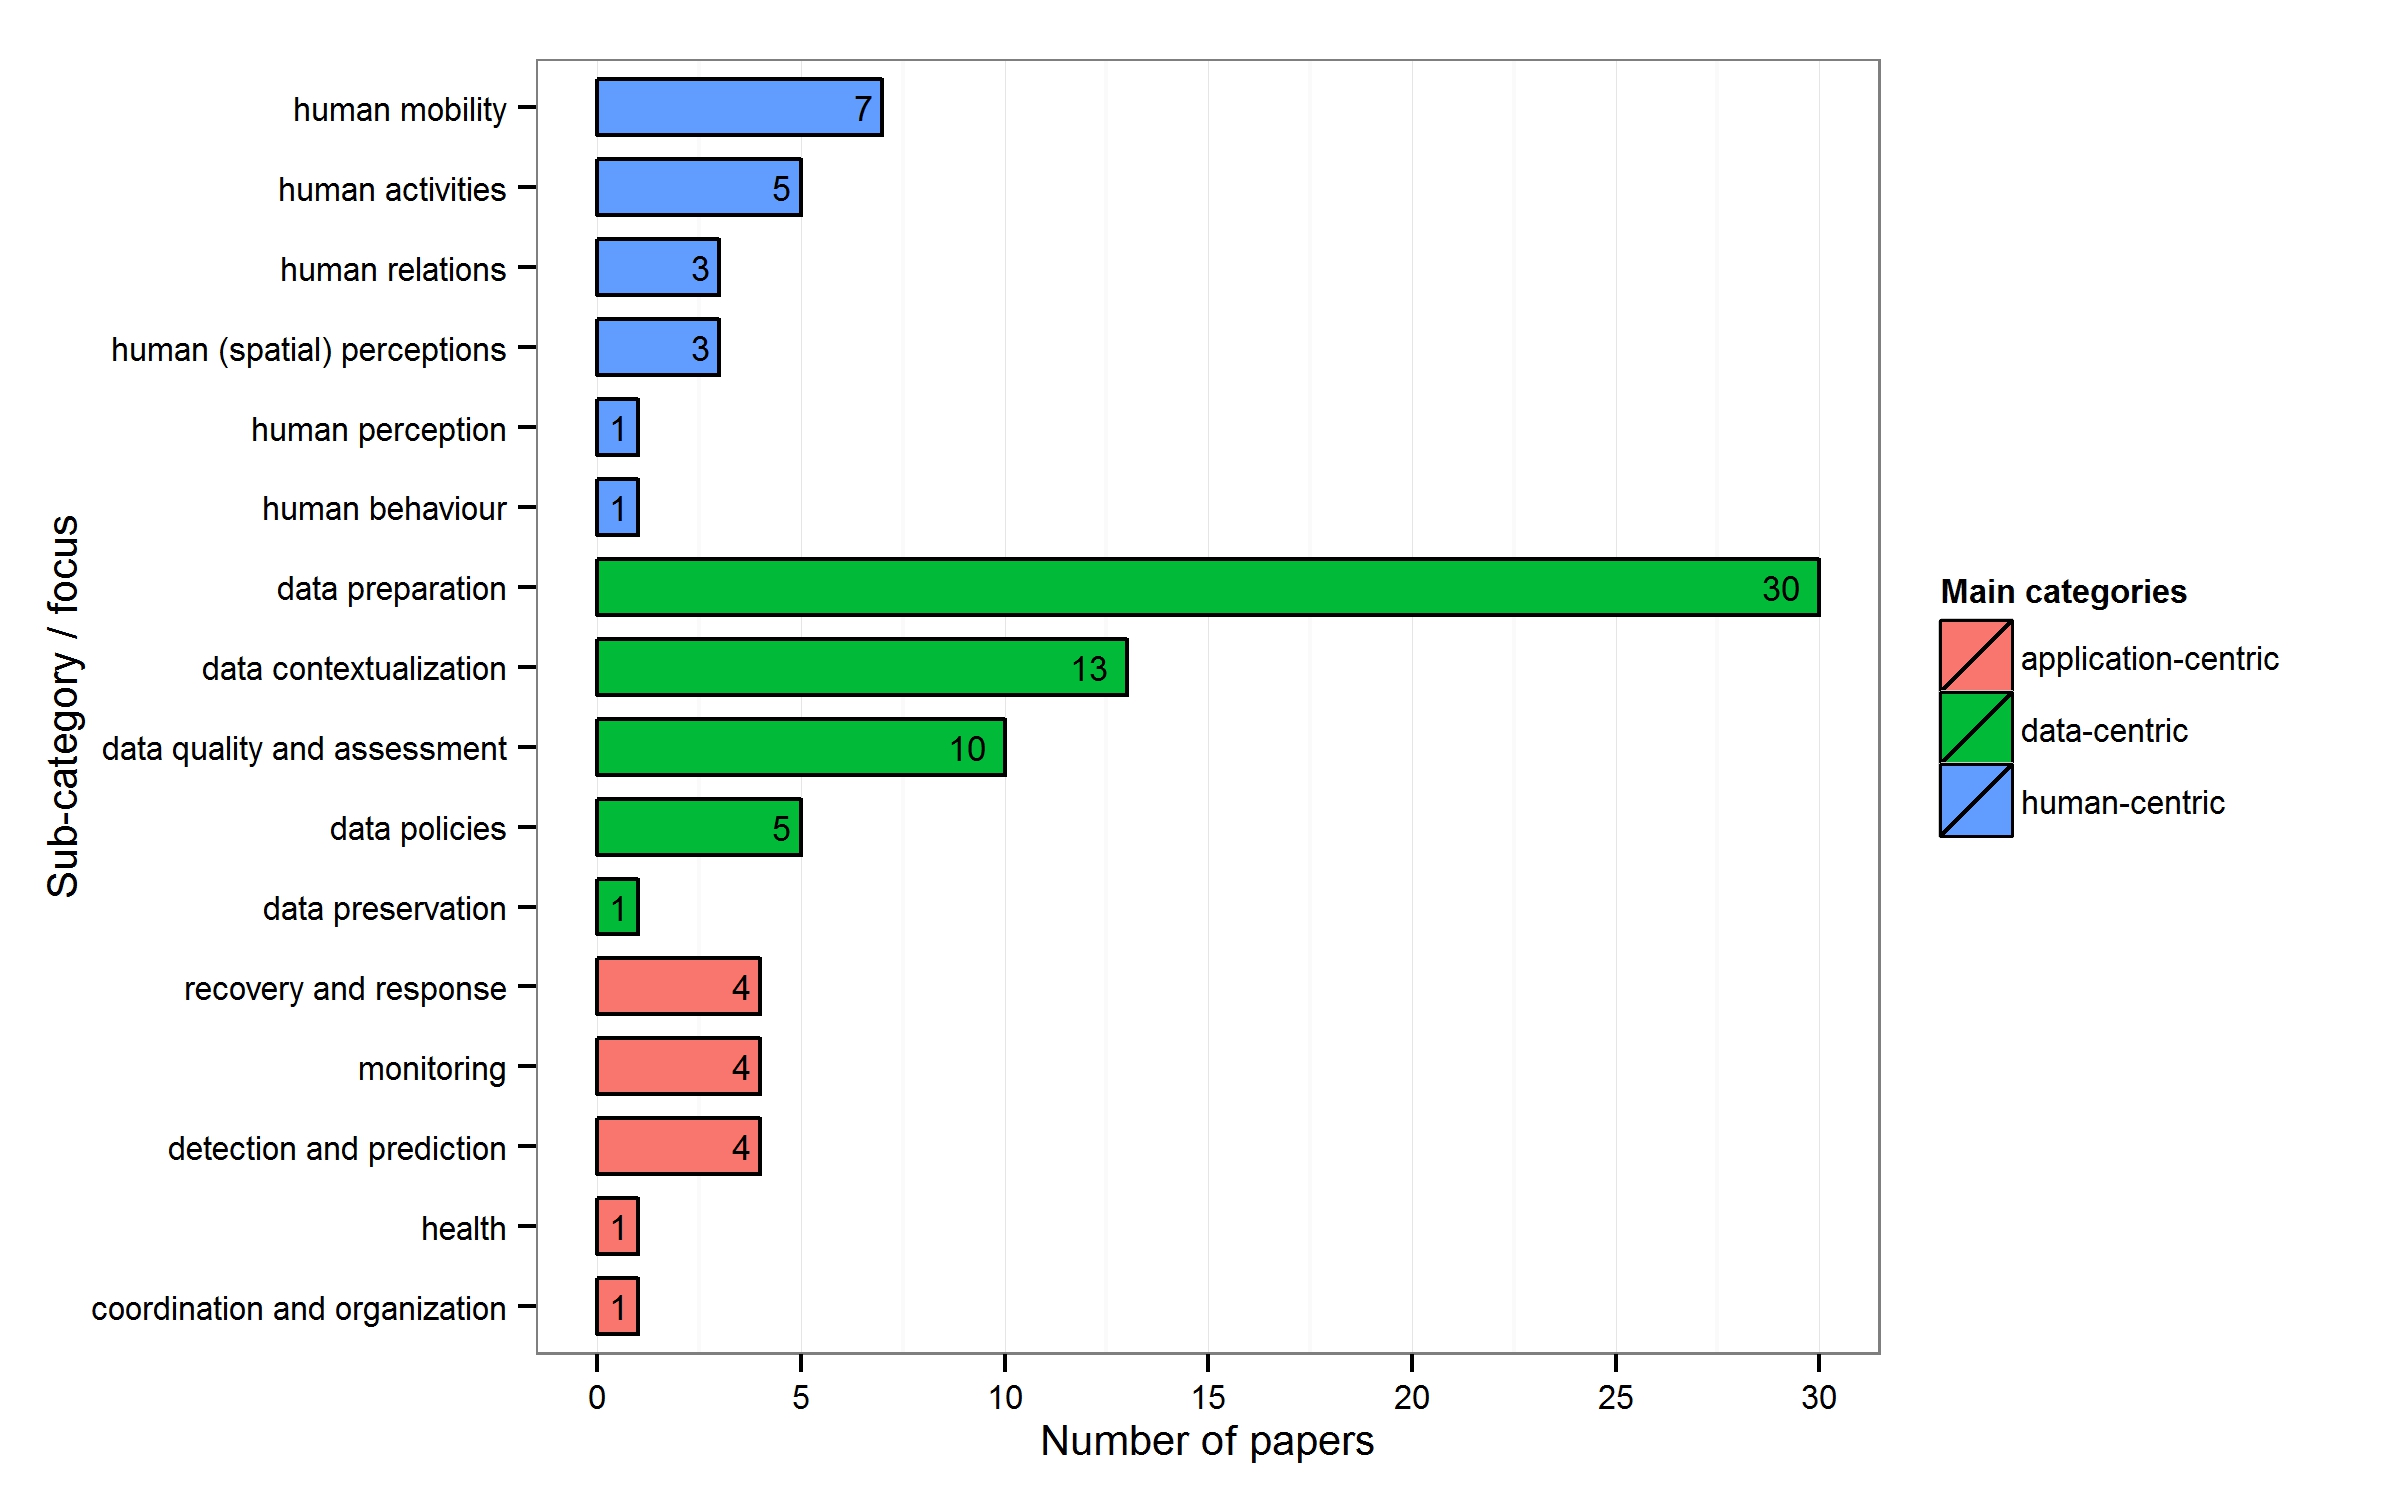 human mobility 7
human activities 5
human relations 3
human (spatial) perceptions 3
human perception 1
human behaviour 1
data preparation 30
data contextualization 13
data quality and assessment 10
data policies 5
data preservation 1
recovery and response 4
monitoring 4
detection and prediction 4
health 1
coordination and organization 1
Sub-category / focus
0 5 10 15 20 25 30
Number of papers
Main categories
application-centric
data-centric
human-centric